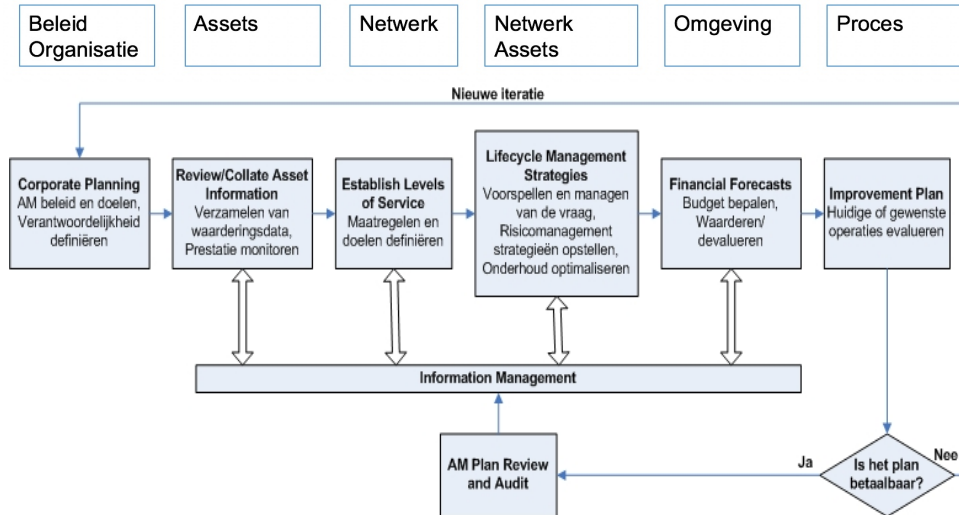 Beleid
Organisatie
Assets
Netwerk
Netwerk
Assets
Omgeving
Proces
Nieuwe iteratie
Corporate Planning
AM beleid en doelen,
Verantwoordelijkheid
definiëren
Review/Collate Asset
Information
Verzamelen van
waarderingsdata,
Prestatie monitoren
Establish Levels
of Service
Maatregelen en
doelen definiëren
Lifecycle Management
Strategies
Voorspellen en managen
van de vraag,
Risicomanagement
strategieën opstellen,
Onderhoud optimaliseren
Financial Forecasts
Budget bepalen,
Waarderen/
devalueren
Improvement Plan
Huidige of gewenste
operaties evalueren
Information Management
AM Plan Review
and Audit
Ja
Is het plan
betaalbaar?
Nee